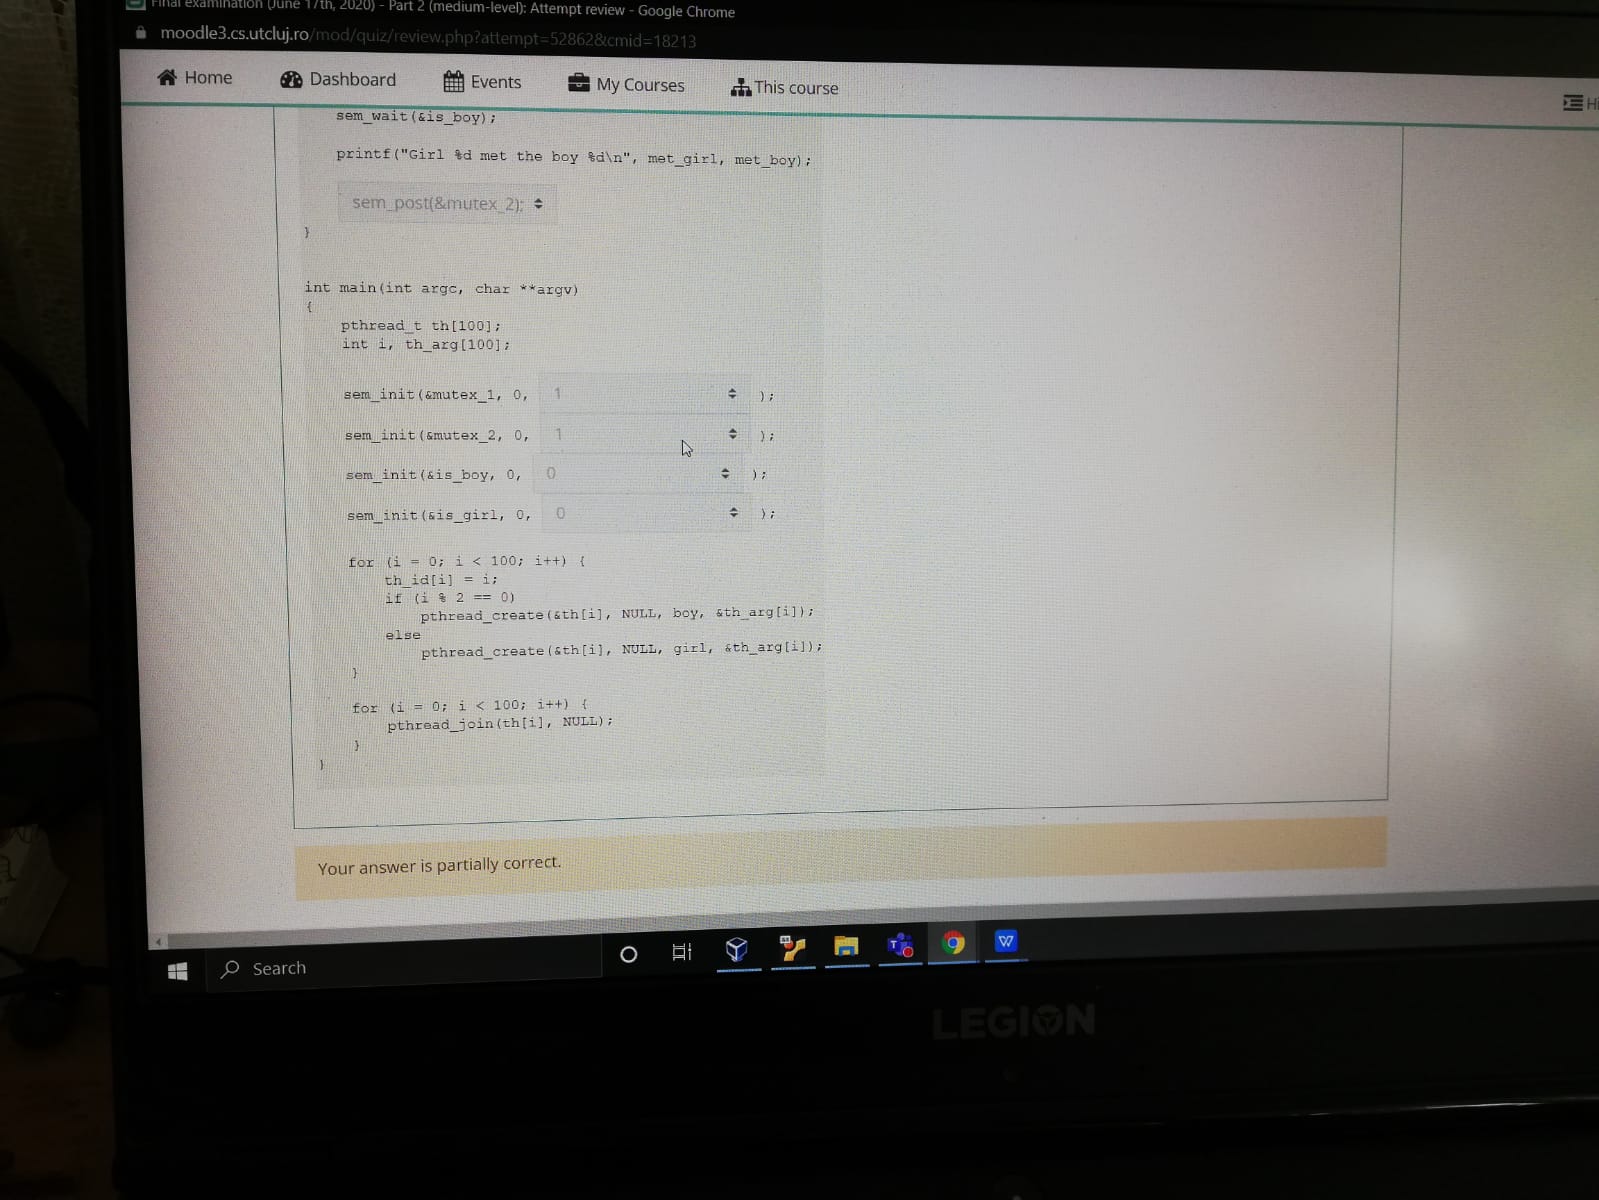 Final examination (June 17th, 2020) - Part 2 (medium-level): Attempt review - Google Chrome
moodle3.cs.utcluj.ro/mod/quiz/review.php?attempt=52862&cmid=18213
Home Dashboard Events My Courses This course
sem_wait(&is_boy);
printf("Girl %d met the boy %d\n", met_girl, met_boy);
sem_post(&mutex_2);
}
int main(int argc, char **argv)
{
pthread_t th[100];
int i, th_arg[100];
sem_init(&mutex_1, 0, 1 );
sem_init(&mutex_2, 0, 1 );
sem_init(&is_boy, 0, 0 );
sem_init(&is_girl, 0, 0 );
for (i = 0; i < 100; i++) {
th_id[i] = i;
if (i % 2 == 0)
pthread_create(&th[i], NULL, boy, &th_arg[i]);
else
pthread_create(&th[i], NULL, girl, &th_arg[i]);
}
for (i = 0; i < 100; i++) {
pthread_join(th[i], NULL);
}
}
Your answer is partially correct.
Search
LEGION